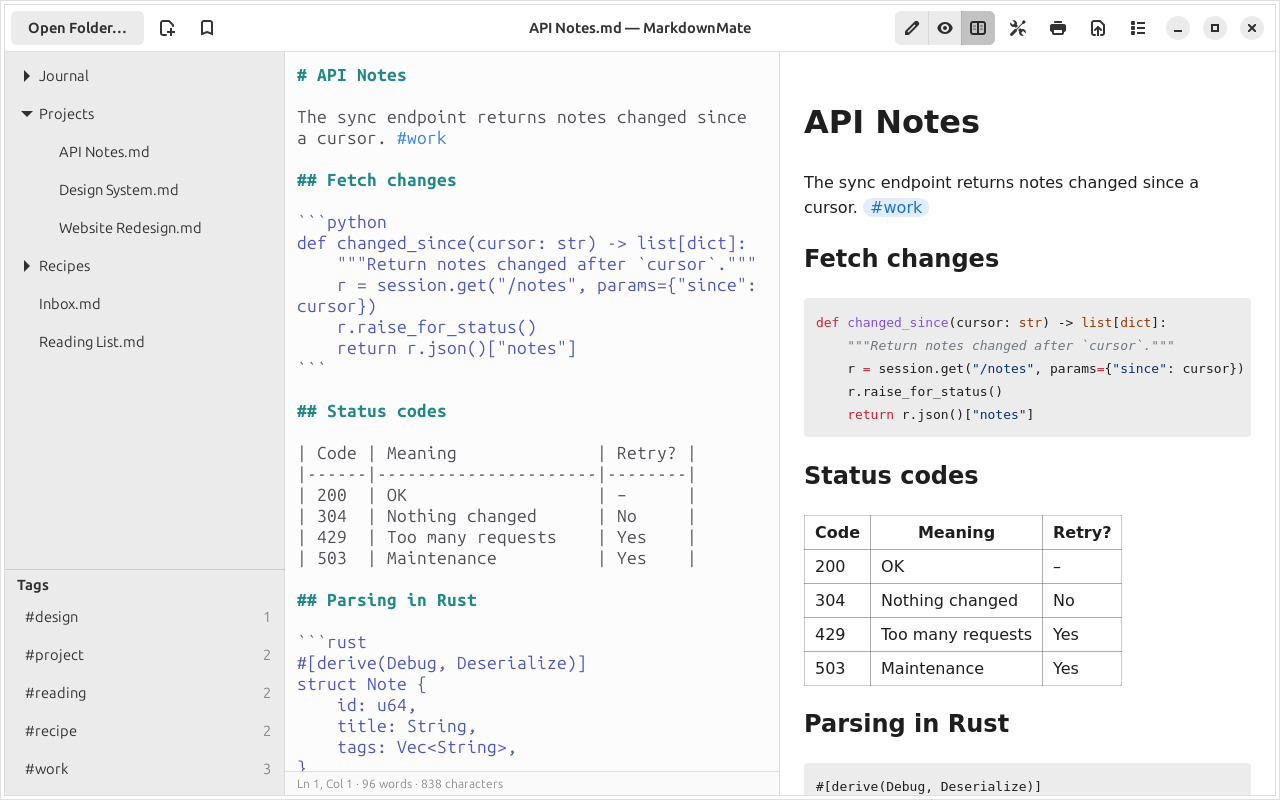 Open Folder...
API Notes.md — MarkdownMate
Journal
Projects
API Notes.md
Design System.md
Website Redesign.md
Recipes
Inbox.md
Reading List.md
Tags
#design 1
#project 2
#reading 2
#recipe 2
#work 3
# API Notes
The sync endpoint returns notes changed since
a cursor. #work
## Fetch changes
```python
def changed_since(cursor: str) -> list[dict]:
    """Return notes changed after `cursor`."""
    r = session.get("/notes", params={"since":
cursor})
    r.raise_for_status()
    return r.json()["notes"]
```
## Status codes
| Code | Meaning              | Retry? |
|------|----------------------|--------|
| 200  | OK                   | –      |
| 304  | Nothing changed      | No     |
| 429  | Too many requests    | Yes    |
| 503  | Maintenance          | Yes    |
## Parsing in Rust
```rust
#[derive(Debug, Deserialize)]
struct Note {
    id: u64,
    title: String,
    tags: Vec<String>,
}
Ln 1, Col 1 · 96 words · 838 characters
API Notes
The sync endpoint returns notes changed since a
cursor. #work
Fetch changes
def changed_since(cursor: str) -> list[dict]:
    """Return notes changed after `cursor`."""
    r = session.get("/notes", params={"since": cursor})
    r.raise_for_status()
    return r.json()["notes"]
Status codes
Code Meaning Retry?
200 OK –
304 Nothing changed No
429 Too many requests Yes
503 Maintenance Yes
Parsing in Rust
#[derive(Debug, Deserialize)]